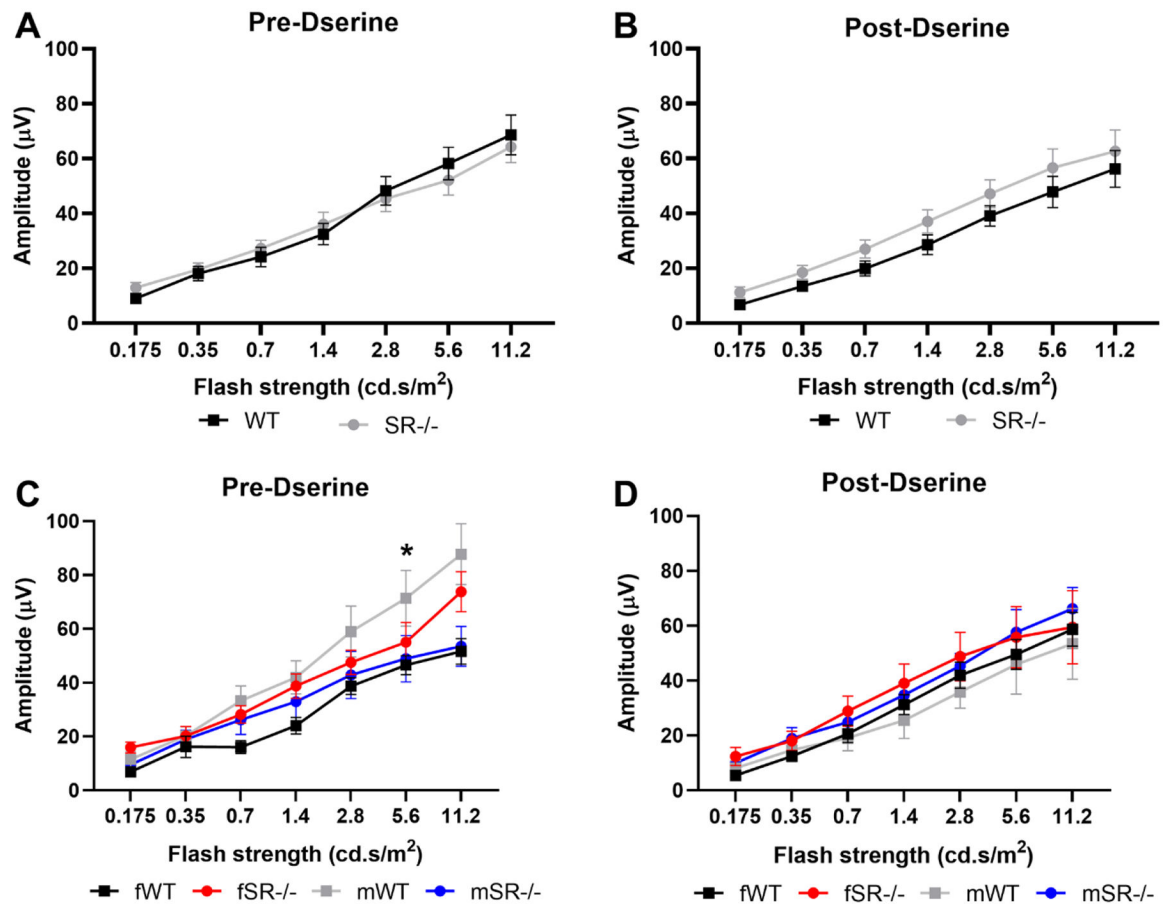 A
Pre-Dserine
100
80
60
40
20
0
Amplitude (µV)
0.175 0.35 0.7 1.4 2.8 5.6 11.2
Flash strength (cd.s/m²)
WT SR-/-
B
Post-Dserine
100
80
60
40
20
0
Amplitude (µV)
0.175 0.35 0.7 1.4 2.8 5.6 11.2
Flash strength (cd.s/m²)
WT SR-/-
C
Pre-Dserine
100
80
60
40
20
0
Amplitude (µV)
*
0.175 0.35 0.7 1.4 2.8 5.6 11.2
Flash strength (cd.s/m²)
fWT fSR-/- mWT mSR-/-
D
Post-Dserine
100
80
60
40
20
0
Amplitude (µV)
0.175 0.35 0.7 1.4 2.8 5.6 11.2
Flash strength (cd.s/m²)
fWT fSR-/- mWT mSR-/-